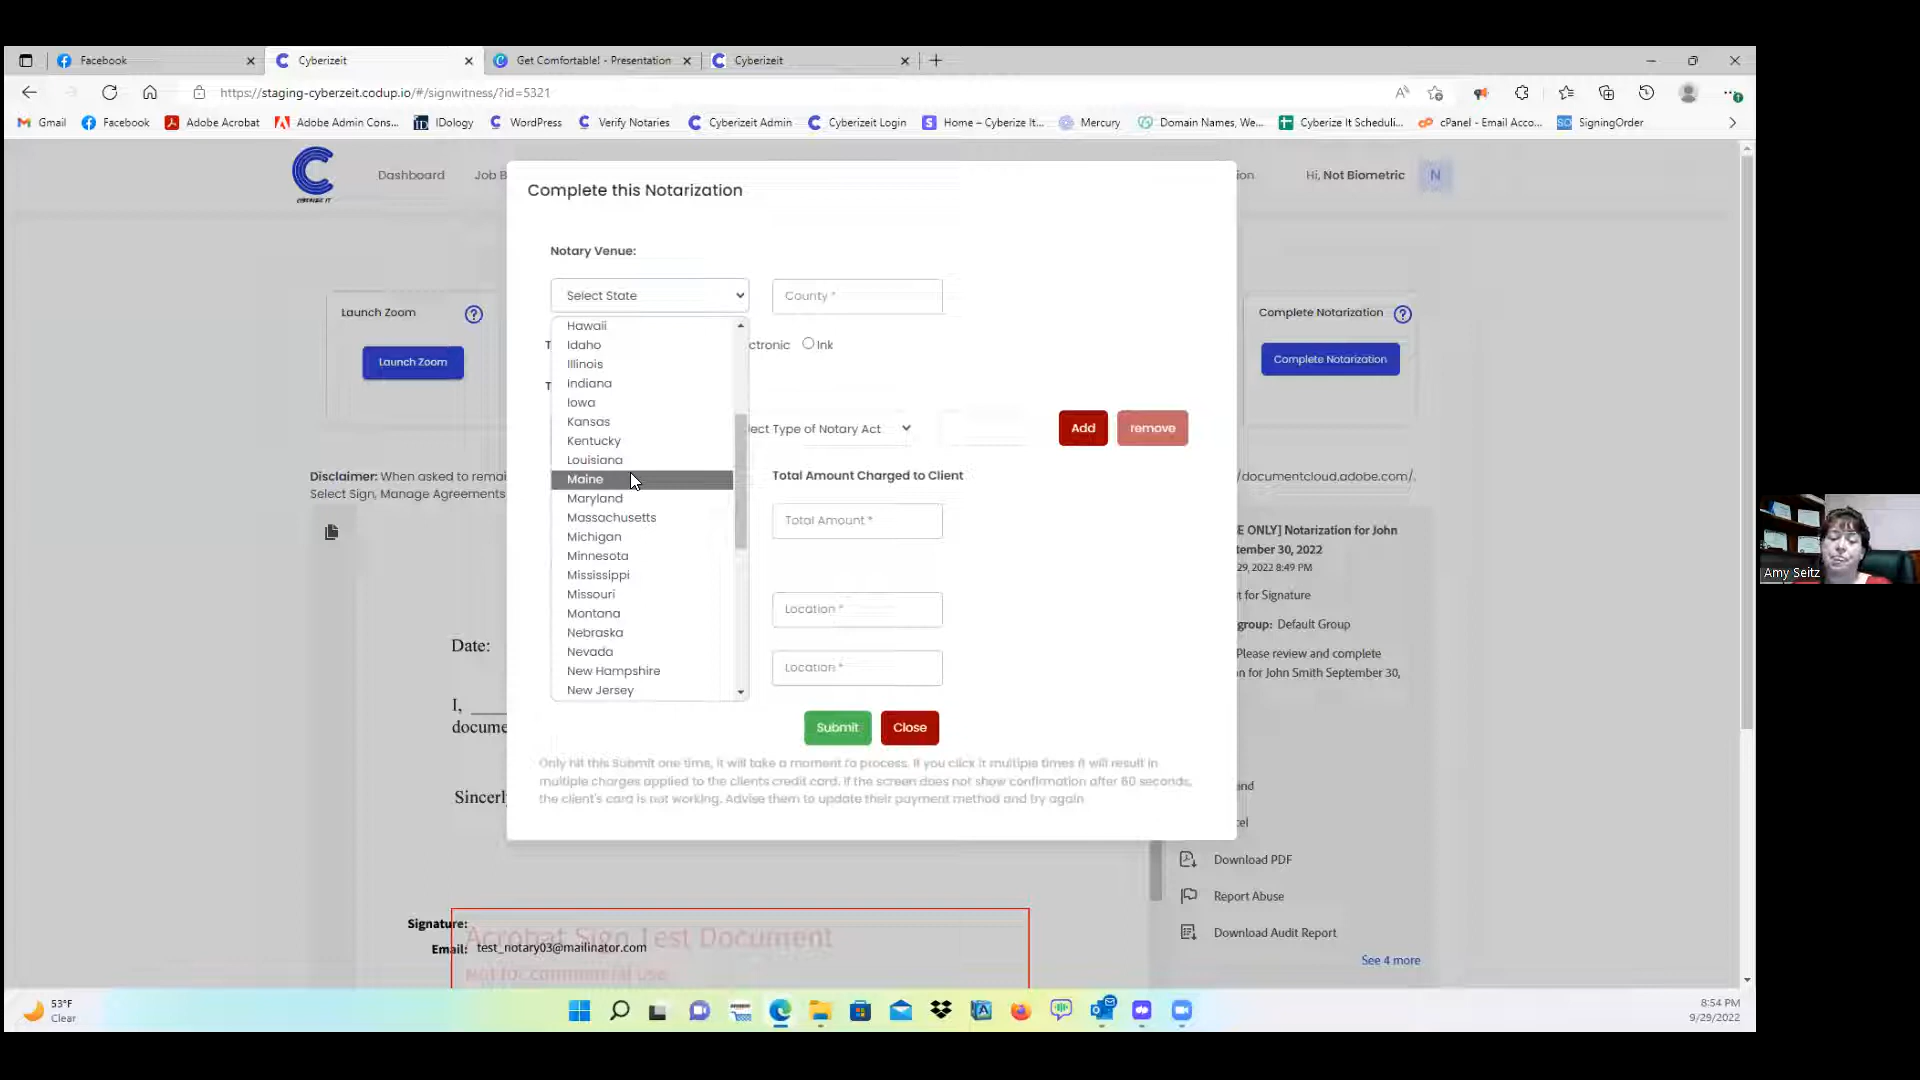 Facebook
Cyberizeit
Get Comfortable! - Presentation
Cyberizeit
https://staging-cyberzeit.codup.io/#/signwitness/?id=5321
Gmail
Facebook
Adobe Acrobat
Adobe Admin Cons...
IDology
WordPress
Verify Notaries
Cyberizeit Admin
Cyberizeit Login
Home – Cyberize It...
Mercury
Domain Names, We...
Cyberize It Scheduli...
cPanel - Email Acco...
SigningOrder
CYBERIZE IT
Dashboard
Job B
ion
Hi, Not Biometric
N
Complete this Notarization
Notary Venue:
Select State
County *
Hawaii
Idaho
Illinois
Indiana
Iowa
Kansas
Kentucky
Louisiana
Maine
Maryland
Massachusetts
Michigan
Minnesota
Mississippi
Missouri
Montana
Nebraska
Nevada
New Hampshire
New Jersey
T
ctronic
Ink
T
ect Type of Notary Act
Add
remove
Total Amount Charged to Client
Total Amount *
Location *
Location *
Submit
Close
Only hit this Submit one time, it will take a moment to process. If you click it multiple times it will result in
multiple charges applied to the clients credit card. If the screen does not show confirmation after 60 seconds,
the client's card is not working. Advise them to update their payment method and try again
Launch Zoom
Launch Zoom
Complete Notarization
Complete Notarization
Disclaimer: When asked to remai
Select Sign, Manage Agreements
/documentcloud.adobe.com/.
E ONLY] Notarization for John
tember 30, 2022
29, 2022 8:49 PM
t for Signature
group: Default Group
Please review and complete
n for John Smith September 30,
Date:
I, ___
docume
Sincerl
ind
cel
Download PDF
Report Abuse
Download Audit Report
See 4 more
Signature:
Email: test_notary03@mailinator.com
Acrobat Sign Test Document
Not for commercial use
Amy Seitz
53°F
Clear
8:54 PM
9/29/2022